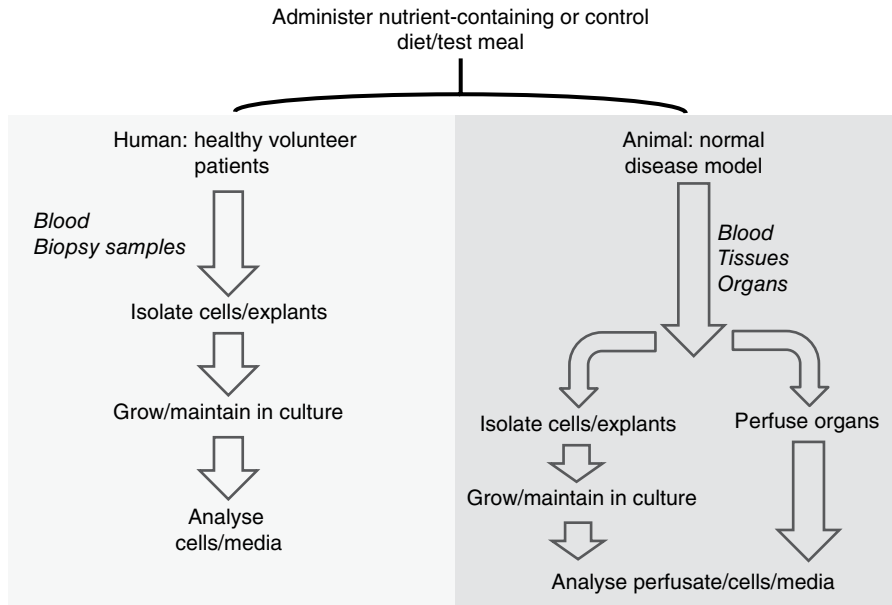 Administer nutrient-containing or control
diet/test meal
Human: healthy volunteer
patients
Blood
Biopsy samples
Isolate cells/explants
Grow/maintain in culture
Analyse
cells/media
Animal: normal
disease model
Blood
Tissues
Organs
Isolate cells/explants
Perfuse organs
Grow/maintain in culture
Analyse perfusate/cells/media